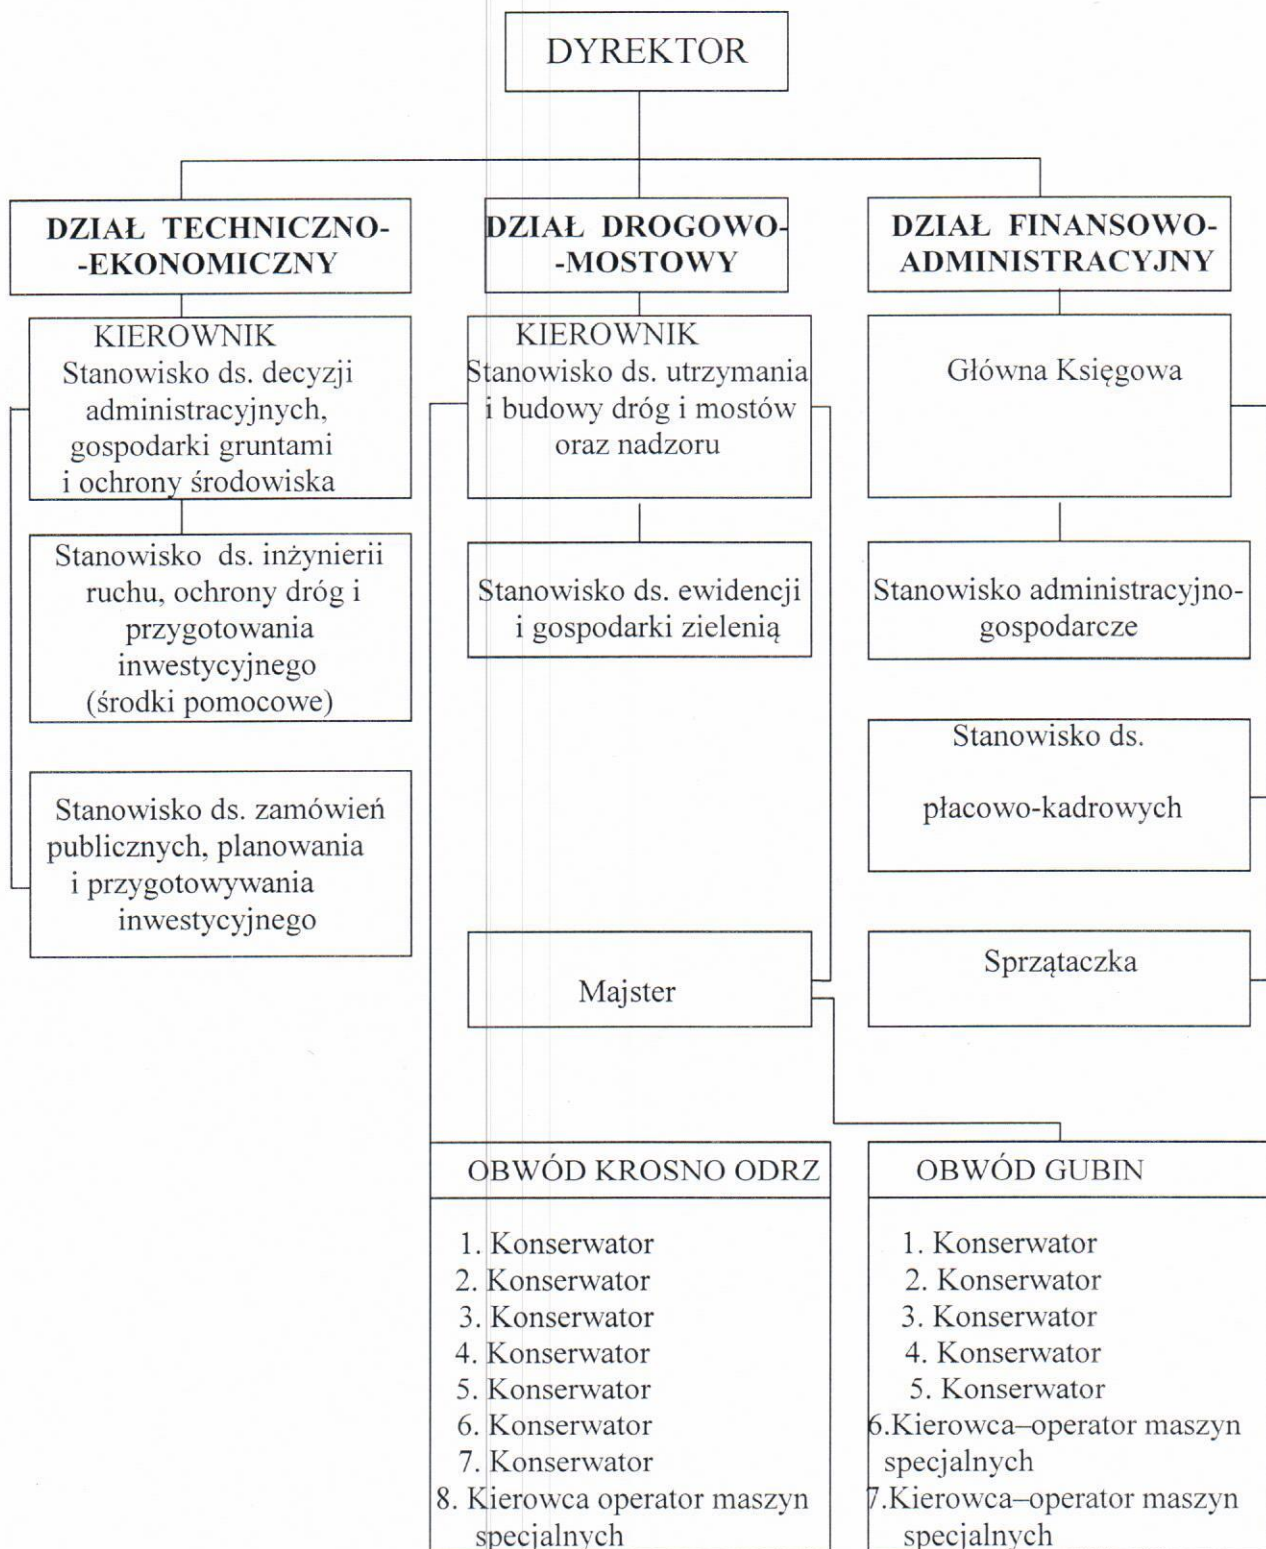 DYREKTOR
DZIAŁ TECHNICZNO-
-EKONOMICZNY
KIEROWNIK
Stanowisko ds. decyzji
administracyjnych,
gospodarki gruntami
i ochrony środowiska
Stanowisko ds. inżynierii
ruchu, ochrony dróg i
przygotowania
inwestycyjnego
(środki pomocowe)
Stanowisko ds. zamówień
publicznych, planowania
i przygotowywania
inwestycyjnego
DZIAŁ DROGOWO-
-MOSTOWY
KIEROWNIK
Stanowisko ds. utrzymania
i budowy dróg i mostów
oraz nadzoru
Stanowisko ds. ewidencji
i gospodarki zielenią
Majster
DZIAŁ FINANSOWO-
ADMINISTRACYJNY
Główna Księgowa
Stanowisko administracyjno-
gospodarcze
Stanowisko ds.
płacowo-kadrowych
Sprzątaczka
OBWÓD KROSNO ODRZ
1. Konserwator
2. Konserwator
3. Konserwator
4. Konserwator
5. Konserwator
6. Konserwator
7. Konserwator
8. Kierowca operator maszyn
specjalnych
OBWÓD GUBIN
1. Konserwator
2. Konserwator
3. Konserwator
4. Konserwator
5. Konserwator
6.Kierowca–operator maszyn
specjalnych
7.Kierowca–operator maszyn
specjalnych